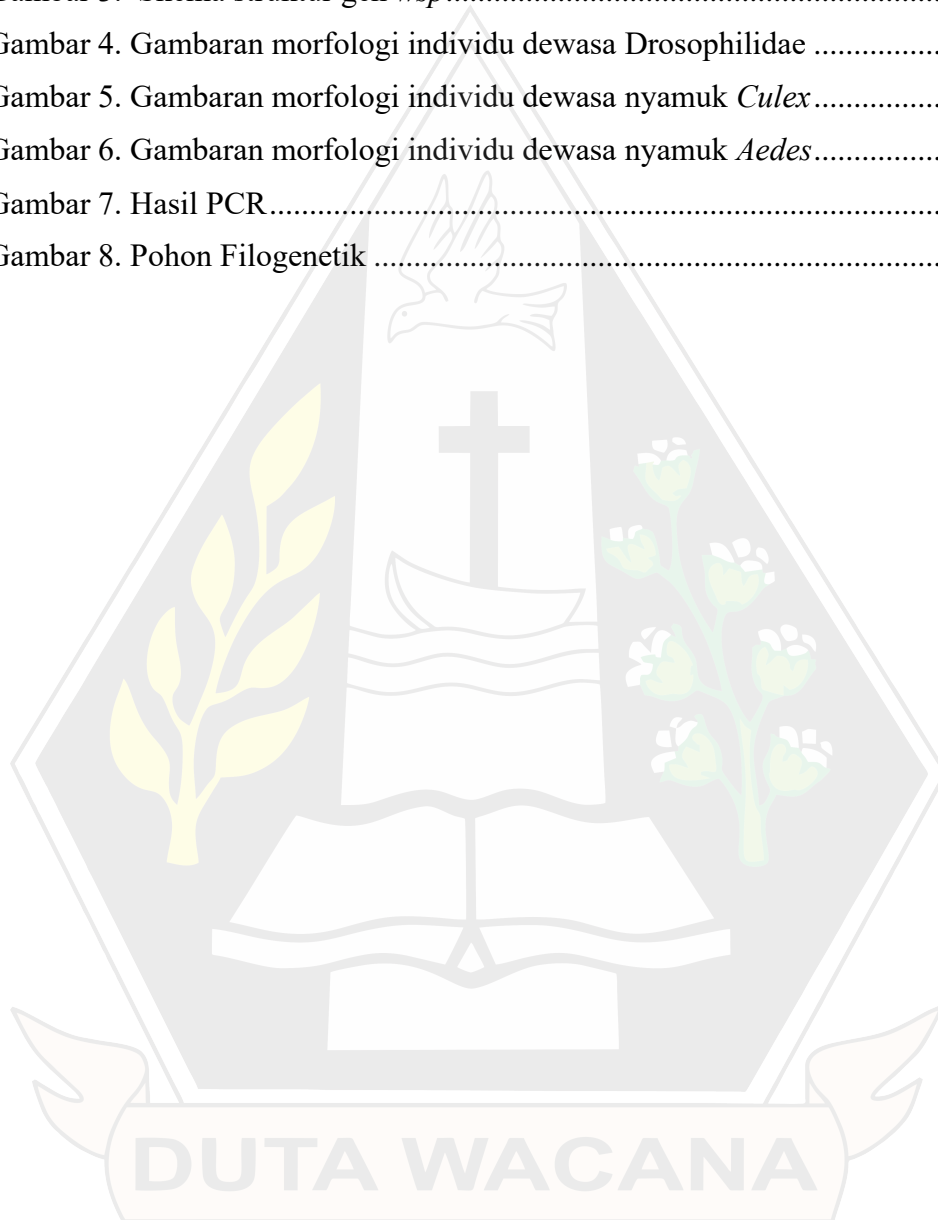 Gambar 4. Gambaran morfologi individu dewasa Drosophilidae ................
Gambar 5. Gambaran morfologi individu dewasa nyamuk Culex ................
Gambar 6. Gambaran morfologi individu dewasa nyamuk Aedes ................
Gambar 7. Hasil PCR ................
Gambar 8. Pohon Filogenetik ................
DUTA WACANA